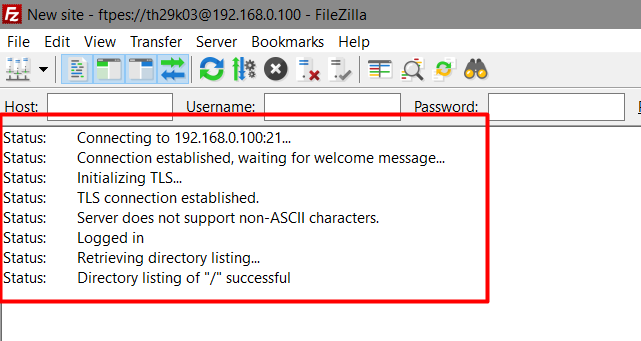 New site - ftpes://th29k03@192.168.0.100 - FileZilla
File Edit View Transfer Server Bookmarks Help
Host: Username: Password:
Status: Connecting to 192.168.0.100:21...
Status: Connection established, waiting for welcome message...
Status: Initializing TLS...
Status: TLS connection established.
Status: Server does not support non-ASCII characters.
Status: Logged in
Status: Retrieving directory listing...
Status: Directory listing of "/" successful